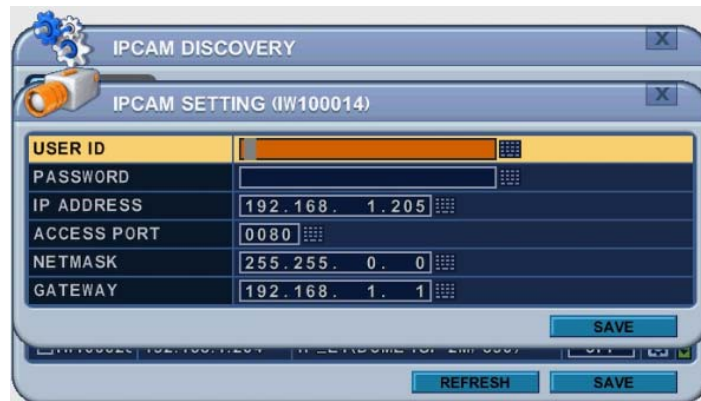 IPCAM DISCOVERY
X
IPCAM SETTING (IW100014)
X
USER ID
PASSWORD
IP ADDRESS 192.168. 1.205
ACCESS PORT 0080
NETMASK 255.255. 0. 0
GATEWAY 192.168. 1. 1
SAVE
REFRESH SAVE